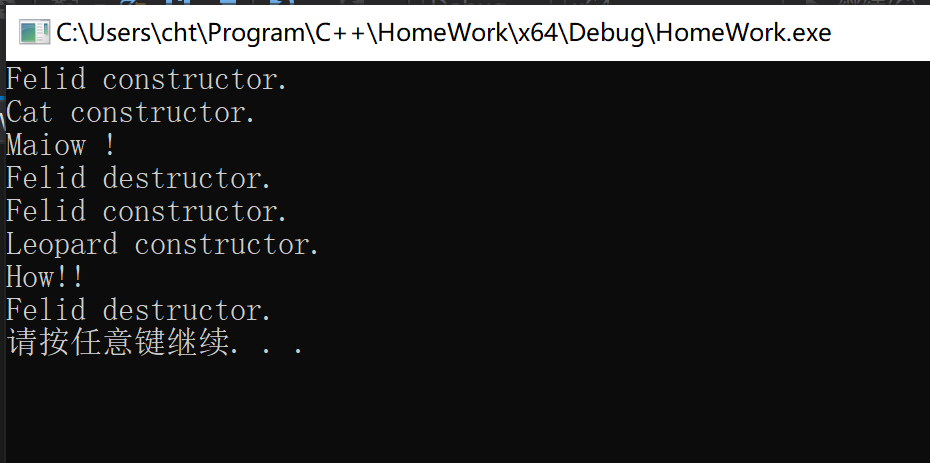 C:\Users\cht\Program\C++\HomeWork\x64\Debug\HomeWork.exe
Felid constructor.
Cat constructor.
Maiow !
Felid destructor.
Felid constructor.
Leopard constructor.
How!!
Felid destructor.
请按任意键继续. . .